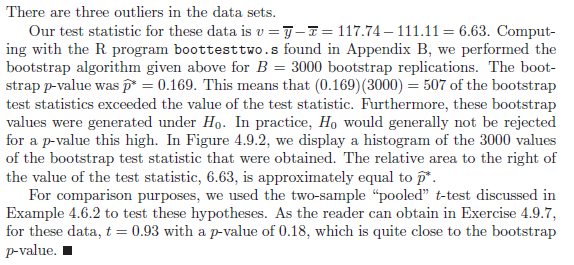 There are three outliers in the data sets.
Our test statistic for these data is v = y̅ − x̅ = 117.74 − 111.11 = 6.63. Comput-
ing with the R program boottesttwo.s found in Appendix B, we performed the
bootstrap algorithm given above for B = 3000 bootstrap replications. The boot-
strap p-value was p̂* = 0.169. This means that (0.169)(3000) = 507 of the bootstrap
test statistics exceeded the value of the test statistic. Furthermore, these bootstrap
values were generated under H₀. In practice, H₀ would generally not be rejected
for a p-value this high. In Figure 4.9.2, we display a histogram of the 3000 values
of the bootstrap test statistic that were obtained. The relative area to the right of
the value of the test statistic, 6.63, is approximately equal to p̂*.
For comparison purposes, we used the two-sample “pooled” t-test discussed in
Example 4.6.2 to test these hypotheses. As the reader can obtain in Exercise 4.9.7,
for these data, t = 0.93 with a p-value of 0.18, which is quite close to the bootstrap
p-value. ■